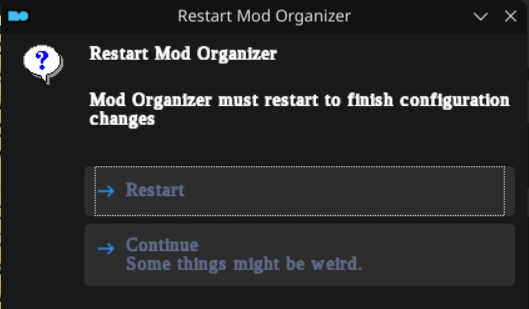 Restart Mod Organizer
Restart Mod Organizer
Mod Organizer must restart to finish configuration
changes
Restart
Continue
Some things might be weird.